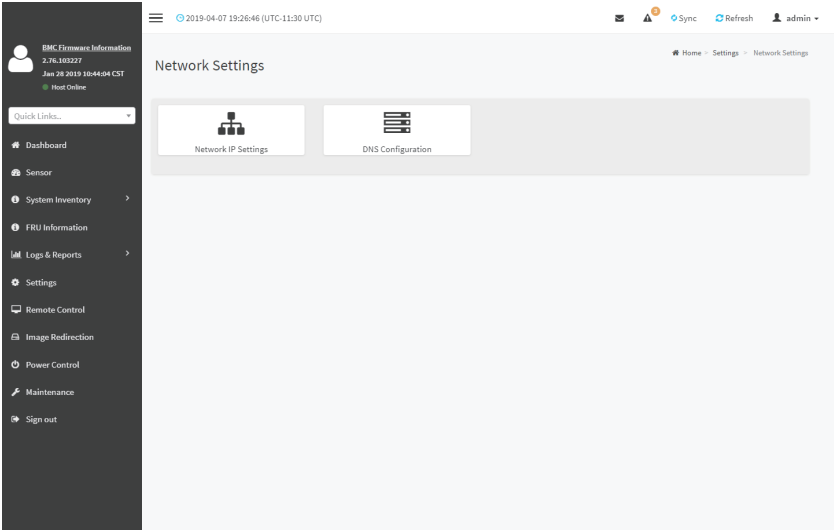 2019-04-07 19:26:46 (UTC-11:30 UTC)
3
Sync
Refresh
admin
BMC Firmware Information
2.76.103227
Jan 28 2019 10:44:04 CST
Host Online
Quick Links...
Dashboard
Sensor
System Inventory
FRU Information
Logs & Reports
Settings
Remote Control
Image Redirection
Power Control
Maintenance
Sign out
Network Settings
Home > Settings > Network Settings
Network IP Settings
DNS Configuration